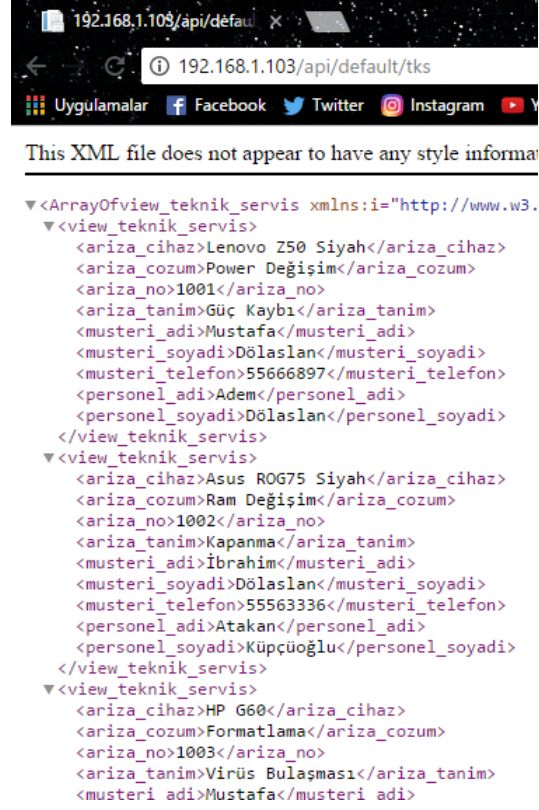 192.168.1.103/api/defau
192.168.1.103/api/default/tks
Uygulamalar Facebook Twitter Instagram Y
This XML file does not appear to have any style informat
▼<ArrayOfview_teknik_servis xmlns:i="http://www.w3.
▼<view_teknik_servis>
<ariza_cihaz>Lenovo Z50 Siyah</ariza_cihaz>
<ariza_cozum>Power Değişim</ariza_cozum>
<ariza_no>1001</ariza_no>
<ariza_tanim>Güç Kaybı</ariza_tanim>
<musteri_adi>Mustafa</musteri_adi>
<musteri_soyadi>Dölaslan</musteri_soyadi>
<musteri_telefon>55666897</musteri_telefon>
<personel_adi>Adem</personel_adi>
<personel_soyadi>Dölaslan</personel_soyadi>
</view_teknik_servis>
▼<view_teknik_servis>
<ariza_cihaz>Asus ROG75 Siyah</ariza_cihaz>
<ariza_cozum>Ram Değişim</ariza_cozum>
<ariza_no>1002</ariza_no>
<ariza_tanim>Kapanma</ariza_tanim>
<musteri_adi>İbrahim</musteri_adi>
<musteri_soyadi>Dölaslan</musteri_soyadi>
<musteri_telefon>55563336</musteri_telefon>
<personel_adi>Atakan</personel_adi>
<personel_soyadi>Küpçüoğlu</personel_soyadi>
</view_teknik_servis>
▼<view_teknik_servis>
<ariza_cihaz>HP G60</ariza_cihaz>
<ariza_cozum>Formatlama</ariza_cozum>
<ariza_no>1003</ariza_no>
<ariza_tanim>Virüs Bulaşması</ariza_tanim>
<musteri_adi>Mustafa</musteri_adi>